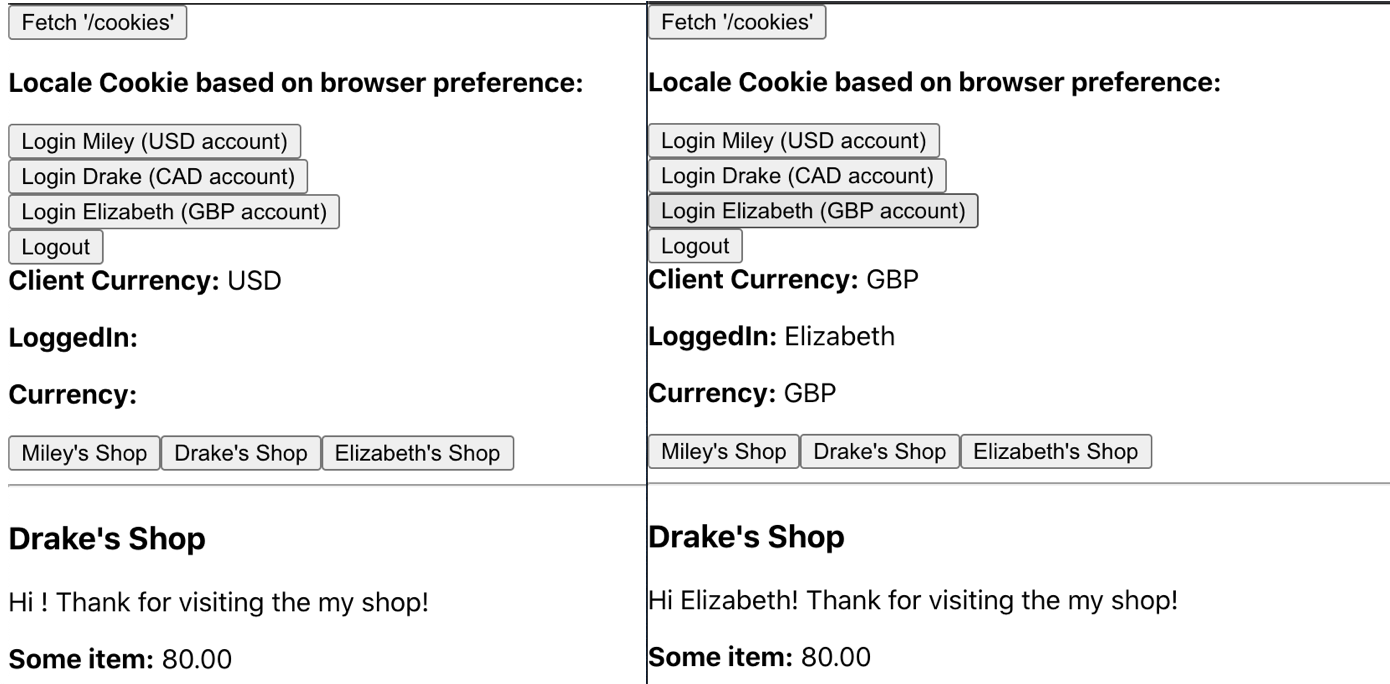 Fetch '/cookies'
Locale Cookie based on browser preference:
Login Miley (USD account)
Login Drake (CAD account)
Login Elizabeth (GBP account)
Logout
Client Currency: USD
LoggedIn:
Currency:
Miley's Shop Drake's Shop Elizabeth's Shop
Drake's Shop
Hi ! Thank for visiting the my shop!
Some item: 80.00
Fetch '/cookies'
Locale Cookie based on browser preference:
Login Miley (USD account)
Login Drake (CAD account)
Login Elizabeth (GBP account)
Logout
Client Currency: GBP
LoggedIn: Elizabeth
Currency: GBP
Miley's Shop Drake's Shop Elizabeth's Shop
Drake's Shop
Hi Elizabeth! Thank for visiting the my shop!
Some item: 80.00